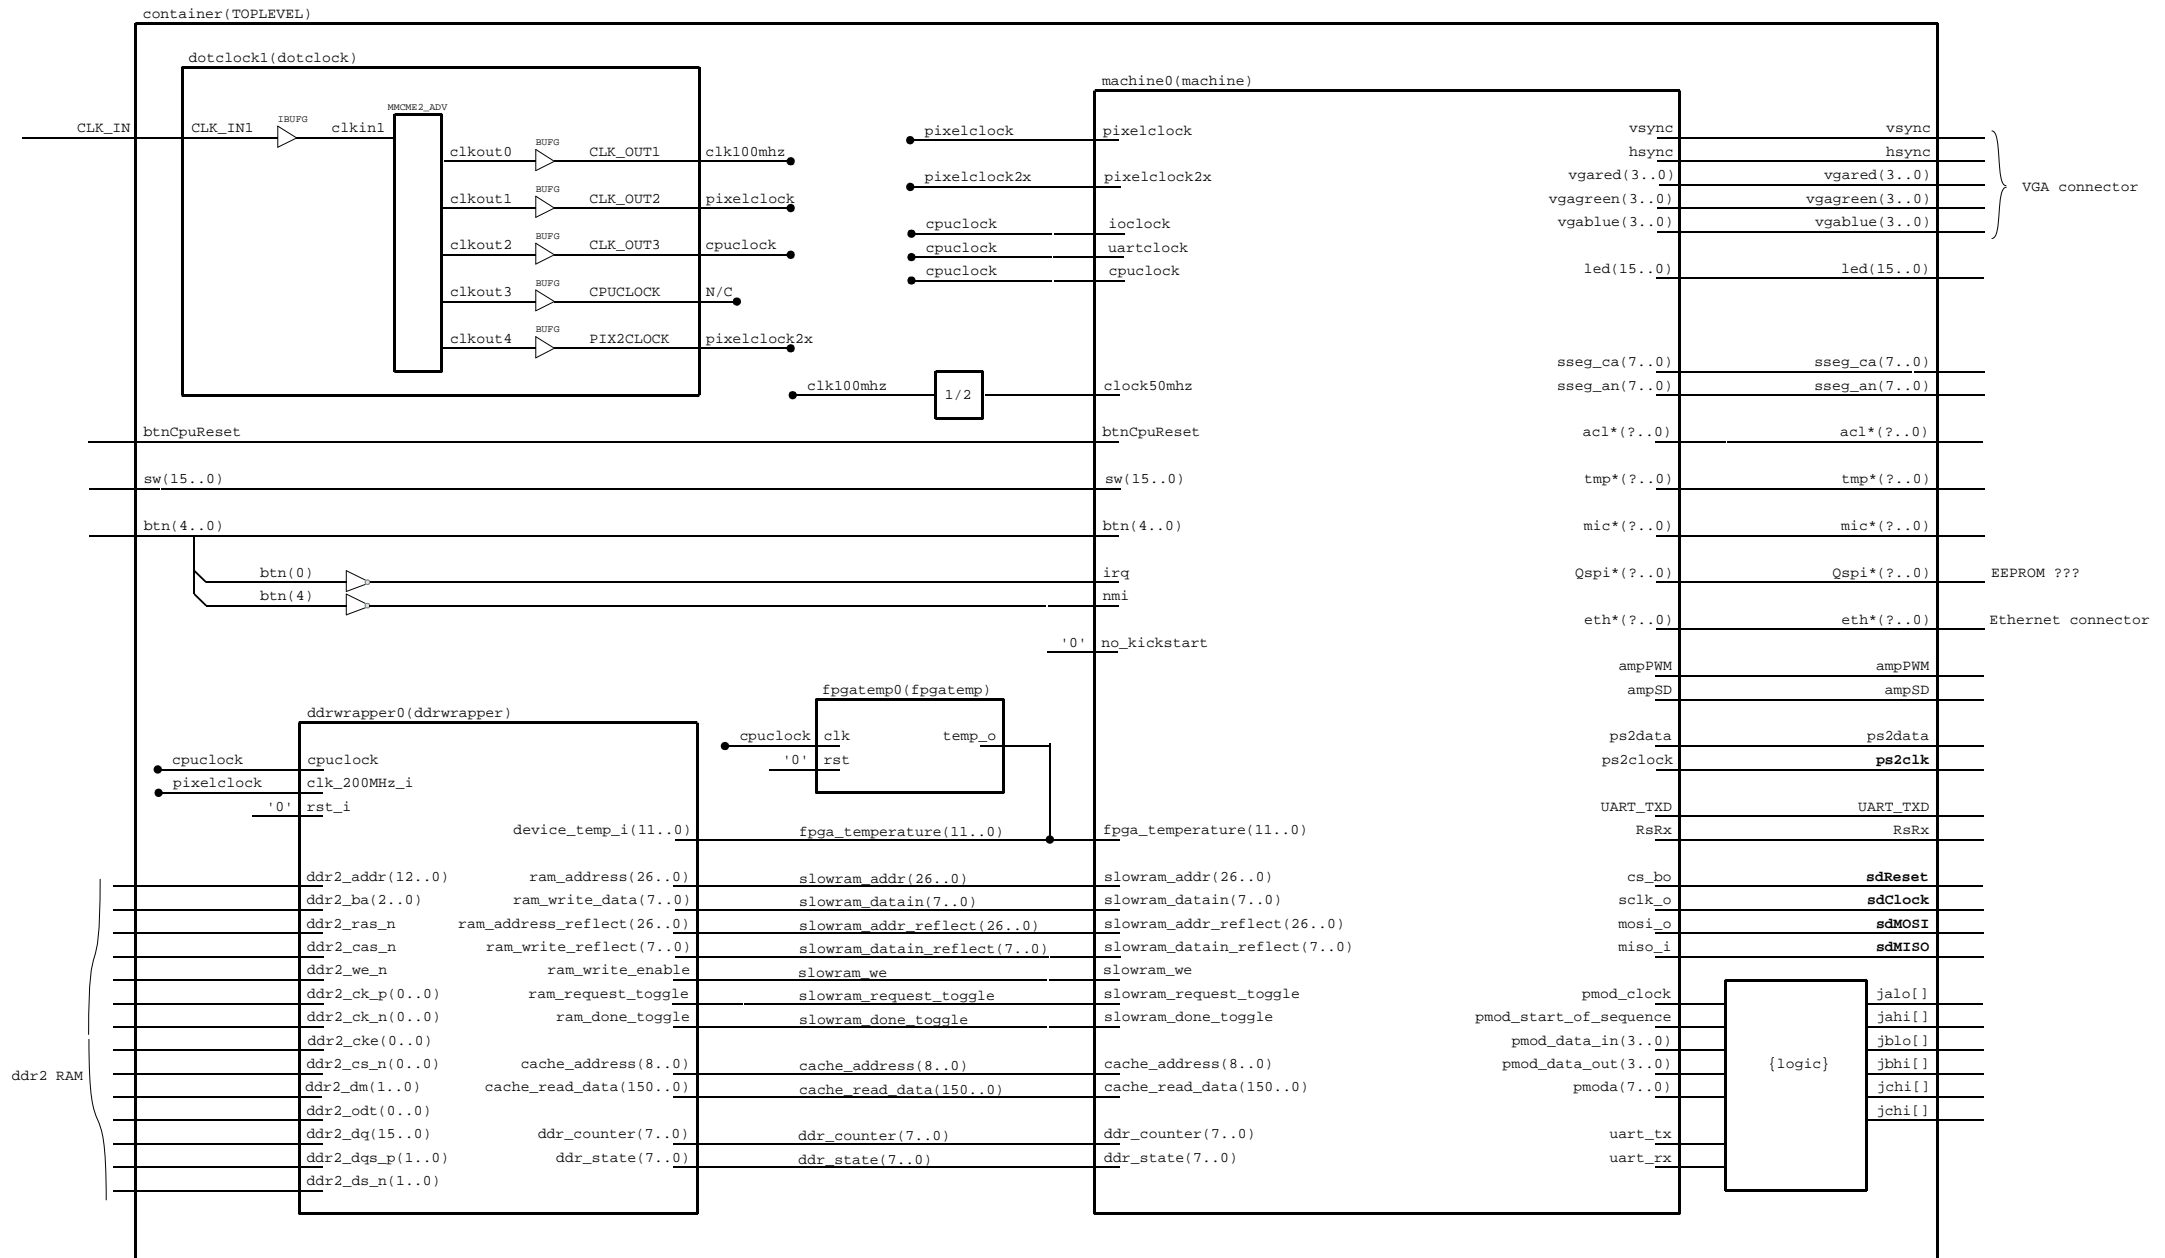 container(TOPLEVEL)
dotclock1(dotclock)
machine0(machine)
MMCME2_ADV
CLK_IN
CLK_IN1
IBUFG
clkin1
clkout0
BUFG
CLK_OUT1
clk100mhz
clkout1
BUFG
CLK_OUT2
pixelclock
clkout2
BUFG
CLK_OUT3
cpuclock
clkout3
BUFG
CPUCLOCK
N/C
clkout4
BUFG
PIX2CLOCK
pixelclock2x
pixelclock
pixelclock
pixelclock2x
pixelclock2x
cpuclock
ioclock
cpuclock
uartclock
cpuclock
cpuclock
clk100mhz
1/2
clock50mhz
btnCpuReset
btnCpuReset
sw(15..0)
sw(15..0)
btn(4..0)
btn(4..0)
btn(0)
irq
btn(4)
nmi
'0'
no_kickstart
vsync
vsync
hsync
hsync
vgared(3..0)
vgared(3..0)
VGA connector
vgagreen(3..0)
vgagreen(3..0)
vgablue(3..0)
vgablue(3..0)
led(15..0)
led(15..0)
sseg_ca(7..0)
sseg_ca(7..0)
sseg_an(7..0)
sseg_an(7..0)
acl*(?..0)
acl*(?..0)
tmp*(?..0)
tmp*(?..0)
mic*(?..0)
mic*(?..0)
Qspi*(?..0)
Qspi*(?..0)
EEPROM ???
eth*(?..0)
eth*(?..0)
Ethernet connector
ampPWM
ampPWM
ampSD
ampSD
ps2data
ps2data
ps2clock
ps2clk
UART_TXD
UART_TXD
RsRx
RsRx
cs_bo
sdReset
sclk_o
sdClock
mosi_o
sdMOSI
miso_i
sdMISO
pmod_clock
jalo[]
pmod_start_of_sequence
jahi[]
pmod_data_in(3..0)
jblo[]
pmod_data_out(3..0)
{logic}
jbhi[]
pmoda(7..0)
jchi[]
jchi[]
uart_tx
uart_rx
fpgatemp0(fpgatemp)
cpuclock
clk
temp_o
'0'
rst
ddrwrapper0(ddrwrapper)
cpuclock
cpuclock
pixelclock
clk_200MHz_i
'0'
rst_i
device_temp_i(11..0)
fpga_temperature(11..0)
fpga_temperature(11..0)
ddr2_addr(12..0)
ram_address(26..0)
slowram_addr(26..0)
slowram_addr(26..0)
ddr2_ba(2..0)
ram_write_data(7..0)
slowram_datain(7..0)
slowram_datain(7..0)
ddr2_ras_n
ram_address_reflect(26..0)
slowram_addr_reflect(26..0)
slowram_addr_reflect(26..0)
ddr2_cas_n
ram_write_reflect(7..0)
slowram_datain_reflect(7..0)
slowram_datain_reflect(7..0)
ddr2_we_n
ram_write_enable
slowram_we
slowram_we
ddr2_ck_p(0..0)
ram_request_toggle
slowram_request_toggle
slowram_request_toggle
ddr2_ck_n(0..0)
ram_done_toggle
slowram_done_toggle
slowram_done_toggle
ddr2_cke(0..0)
ddr2_cs_n(0..0)
cache_address(8..0)
cache_address(8..0)
cache_address(8..0)
ddr2 RAM
ddr2_dm(1..0)
cache_read_data(150..0)
cache_read_data(150..0)
cache_read_data(150..0)
ddr2_odt(0..0)
ddr2_dq(15..0)
ddr_counter(7..0)
ddr_counter(7..0)
ddr_counter(7..0)
ddr2_dqs_p(1..0)
ddr_state(7..0)
ddr_state(7..0)
ddr_state(7..0)
ddr2_ds_n(1..0)